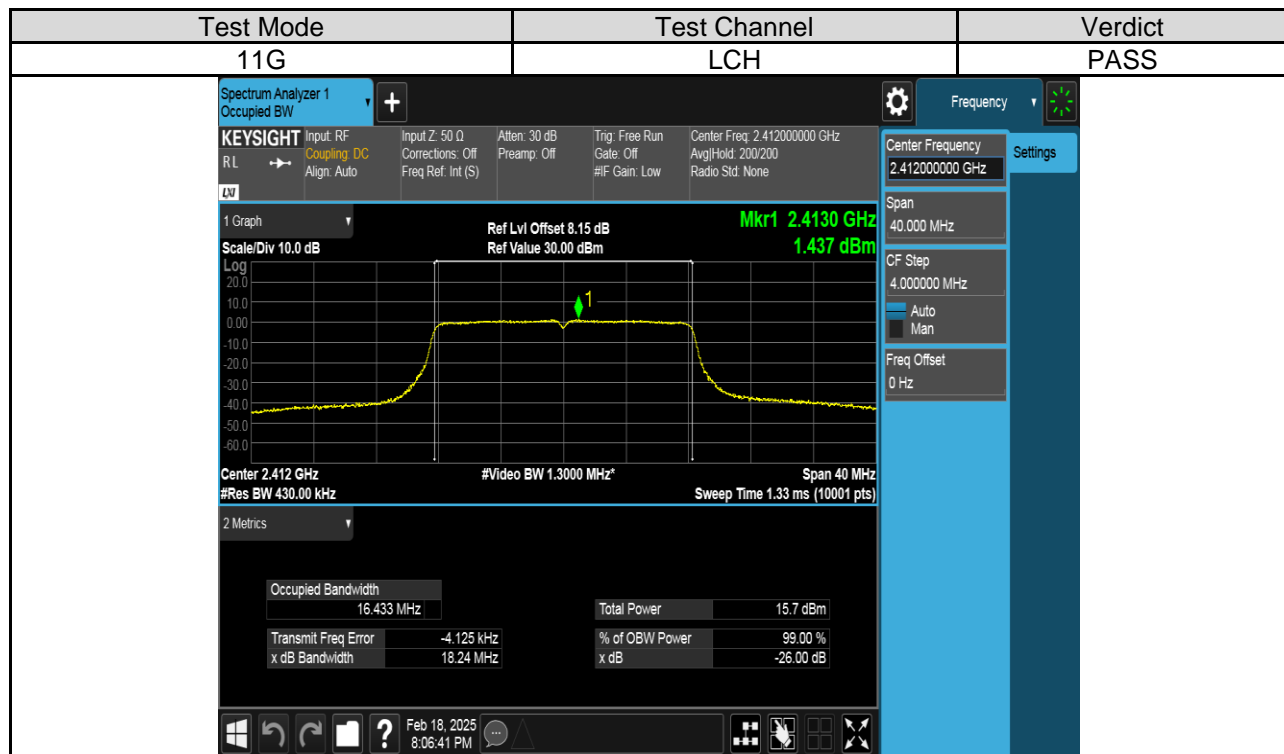 Test Mode Test Channel Verdict
11G LCH PASS
Spectrum Analyzer 1
Occupied BW
+
Frequency
KEYSIGHT
R L
LXI
Input: RF
Coupling: DC
Align: Auto
Input Z: 50 Ω
Corrections: Off
Freq Ref: Int (S)
Atten: 30 dB
Preamp: Off
Trig: Free Run
Gate: Off
#IF Gain: Low
Center Freq: 2.412000000 GHz
Avg|Hold: 200/200
Radio Std: None
Center Frequency
2.412000000 GHz
Settings
Span
40.000 MHz
CF Step
4.000000 MHz
Auto
Man
Freq Offset
0 Hz
1 Graph
Scale/Div 10.0 dB
Ref Lvl Offset 8.15 dB
Ref Value 30.00 dBm
Mkr1 2.4130 GHz
1.437 dBm
Log
20.0
10.0
0.00
-10.0
-20.0
-30.0
-40.0
-50.0
-60.0
1
Center 2.412 GHz
#Res BW 430.00 kHz
#Video BW 1.3000 MHz*
Span 40 MHz
Sweep Time 1.33 ms (10001 pts)
2 Metrics
Occupied Bandwidth
16.433 MHz
Total Power 15.7 dBm
Transmit Freq Error -4.125 kHz
% of OBW Power 99.00 %
x dB Bandwidth 18.24 MHz
x dB -26.00 dB
?
Feb 18, 2025
8:06:41 PM